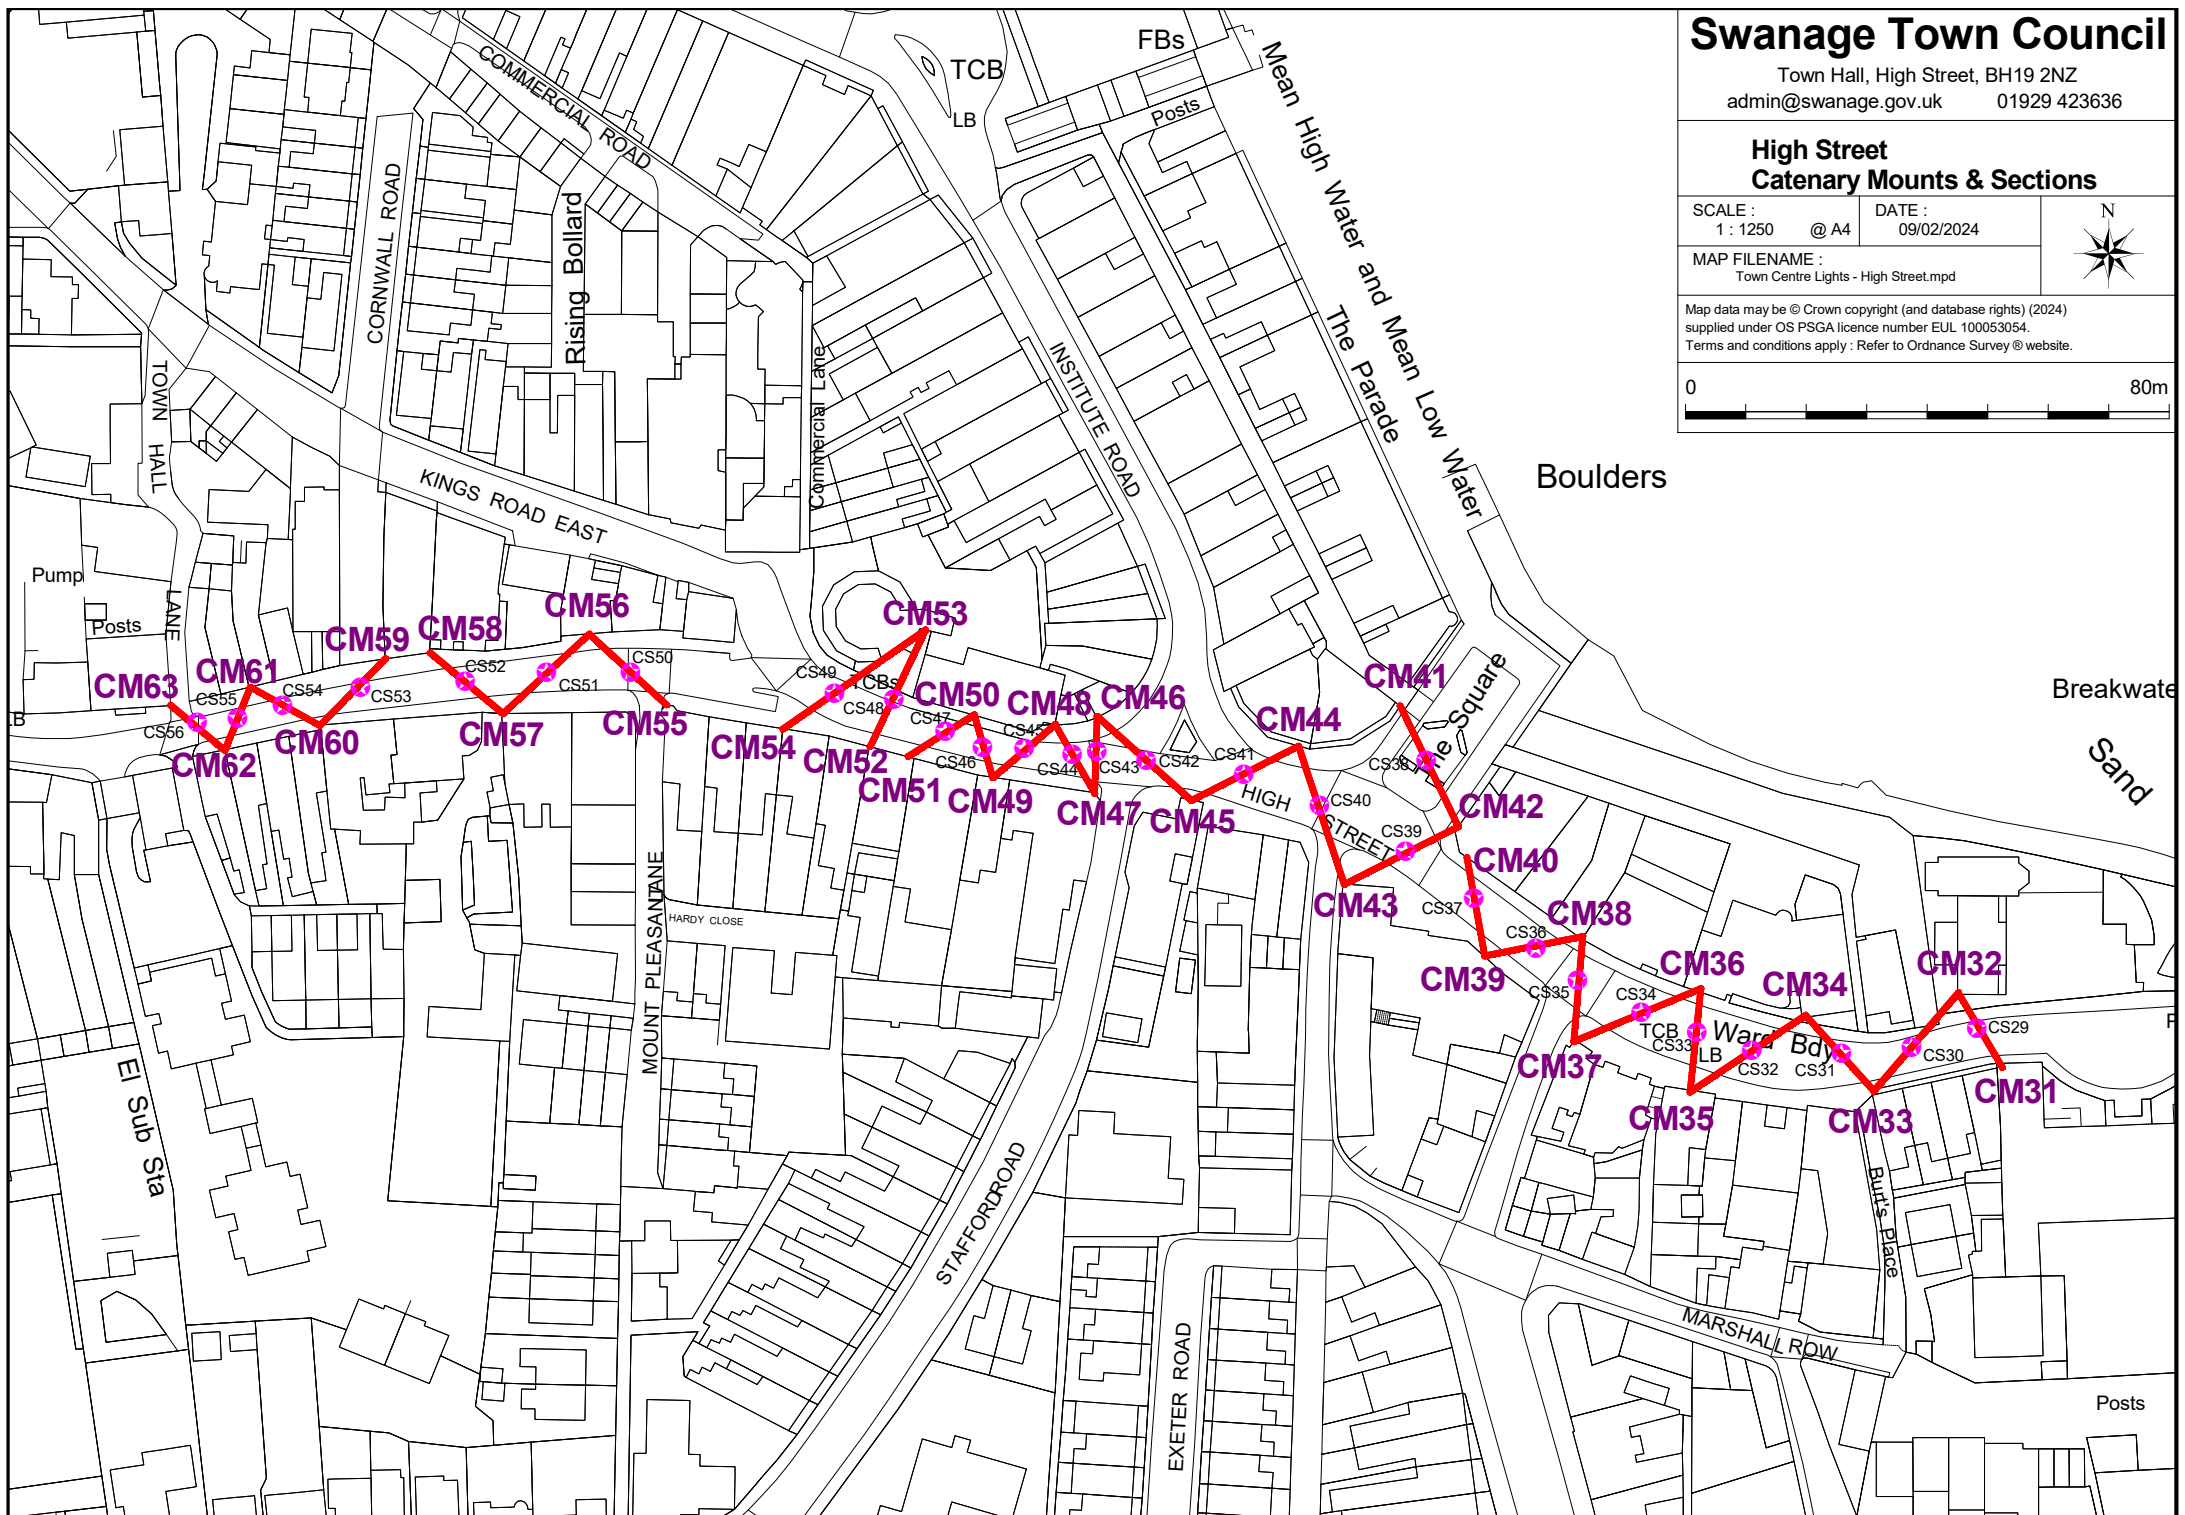 Swanage Town Council
Town Hall, High Street, BH19 2NZ
admin@swanage.gov.uk 01929 423636
High Street
Catenary Mounts & Sections
SCALE :
1 : 1250 @ A4
DATE :
09/02/2024
N
MAP FILENAME :
Town Centre Lights - High Street.mpd
Map data may be © Crown copyright (and database rights) (2024)
supplied under OS PSGA licence number EUL 100053054.
Terms and conditions apply : Refer to Ordnance Survey ® website.
0 80m
FBs
TCB
LB
Posts
COMMERCIAL ROAD
CORNWALL ROAD
Rising Bollard
Commercial Lane
INSTITUTE ROAD
Mean High Water and Mean Low Water
The Parade
Boulders
TOWN HALL LANE
KINGS ROAD EAST
Pump
Posts
LB
The Square
Breakwate
Sand
CM63
CM62
CM61
CM60
CM59
CM58
CM57
CM56
CM55
CM54
CM53
CM52
CM51
CM50
CM49
CM48
CM47
CM46
CM45
CM44
CM43
CM42
CM41
CM40
CM39
CM38
CM37
CM36
CM35
CM34
CM33
CM32
CM31
CS56
CS55
CS54
CS53
CS52
CS51
CS50
CS49
TCBs
CS48
CS47
CS46
CS45
CS44
CS43
CS42
CS41
CS40
CS39
CS38
CS37
CS36
CS35
CS34
CS33
CS32
CS31
CS30
CS29
HIGH STREET
TCB
LB
Ward Bdy
HARDY CLOSE
MOUNT PLEASANT LANE
El Sub Sta
STAFFORD ROAD
EXETER ROAD
MARSHALL ROW
Burt's Place
Posts